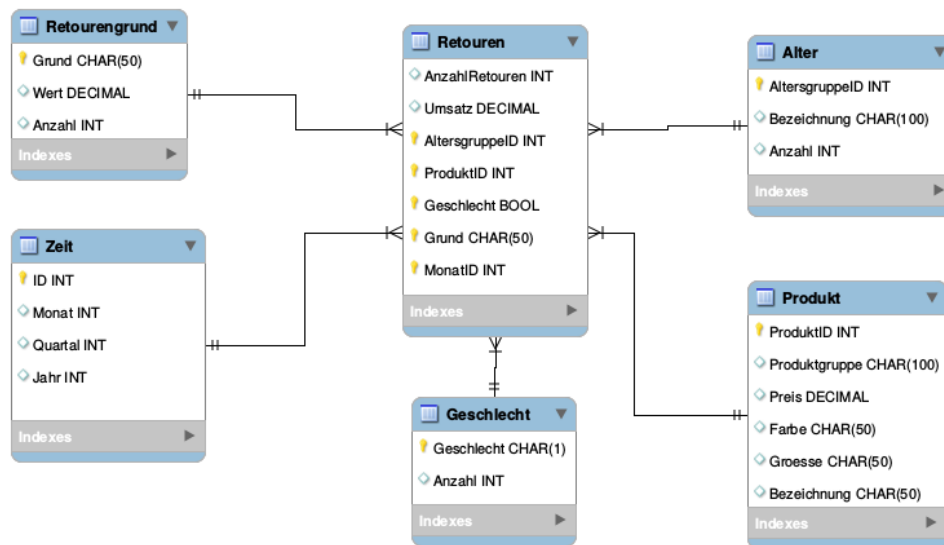 Retourengrund
Grund CHAR(50)
Wert DECIMAL
Anzahl INT
Indexes
Retouren
AnzahlRetouren INT
Umsatz DECIMAL
AltersgruppeID INT
ProduktID INT
Geschlecht BOOL
Grund CHAR(50)
MonatID INT
Indexes
Alter
AltersgruppeID INT
Bezeichnung CHAR(100)
Anzahl INT
Indexes
Zeit
ID INT
Monat INT
Quartal INT
Jahr INT
Indexes
Geschlecht
Geschlecht CHAR(1)
Anzahl INT
Indexes
Produkt
ProduktID INT
Produktgruppe CHAR(100)
Preis DECIMAL
Farbe CHAR(50)
Groesse CHAR(50)
Bezeichnung CHAR(50)
Indexes